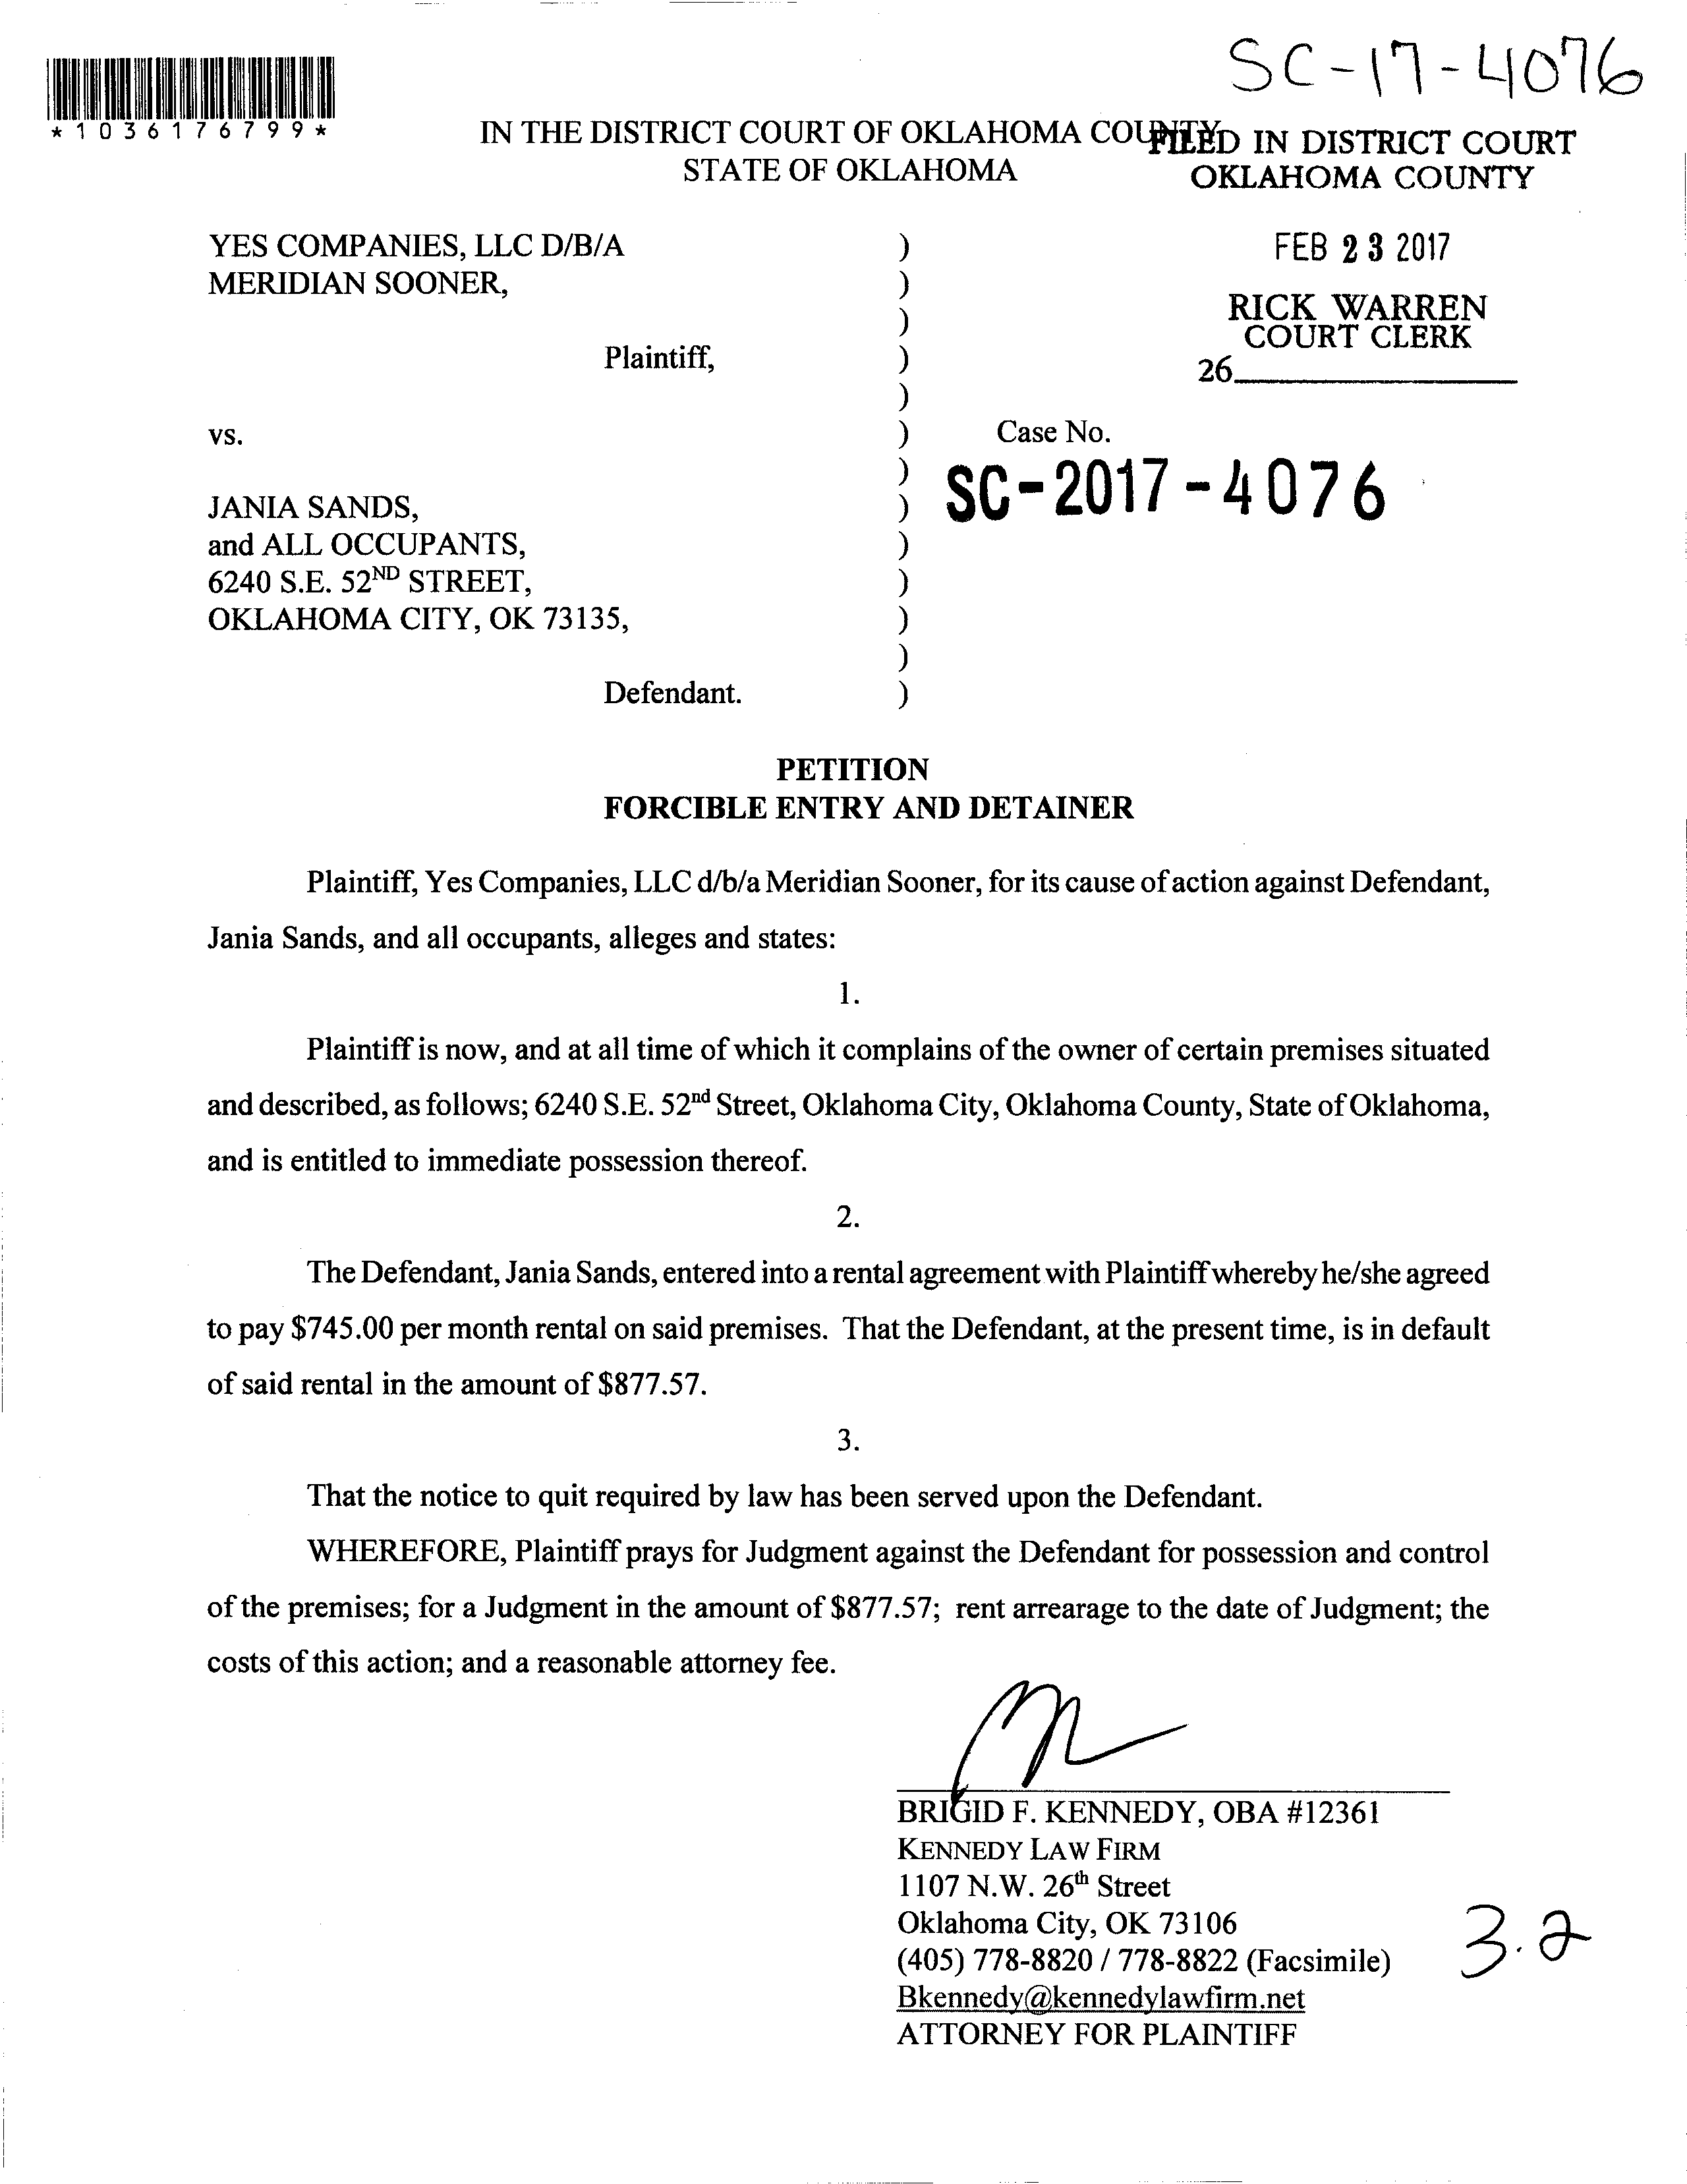 SC-17-4076
*1036176799*
IN THE DISTRICT COURT OF OKLAHOMA COUNTY
STATE OF OKLAHOMA
FILED IN DISTRICT COURT
OKLAHOMA COUNTY
FEB 23 2017
RICK WARREN
COURT CLERK
26
YES COMPANIES, LLC D/B/A )
MERIDIAN SOONER, )
)
Plaintiff, )
)
vs. ) Case No.
) SC-2017-4076
JANIA SANDS, )
and ALL OCCUPANTS, )
6240 S.E. 52ND STREET, )
OKLAHOMA CITY, OK 73135, )
)
Defendant. )
PETITION
FORCIBLE ENTRY AND DETAINER
Plaintiff, Yes Companies, LLC d/b/a Meridian Sooner, for its cause of action against Defendant,
Jania Sands, and all occupants, alleges and states:
1.
Plaintiff is now, and at all time of which it complains of the owner of certain premises situated
and described, as follows; 6240 S.E. 52nd Street, Oklahoma City, Oklahoma County, State of Oklahoma,
and is entitled to immediate possession thereof.
2.
The Defendant, Jania Sands, entered into a rental agreement with Plaintiff whereby he/she agreed
to pay $745.00 per month rental on said premises. That the Defendant, at the present time, is in default
of said rental in the amount of $877.57.
3.
That the notice to quit required by law has been served upon the Defendant.
WHEREFORE, Plaintiff prays for Judgment against the Defendant for possession and control
of the premises; for a Judgment in the amount of $877.57; rent arrearage to the date of Judgment; the
costs of this action; and a reasonable attorney fee.
BRIGID F. KENNEDY, OBA #12361
KENNEDY LAW FIRM
1107 N.W. 26th Street
Oklahoma City, OK 73106
(405) 778-8820 / 778-8822 (Facsimile)
Bkennedy@kennedylawfirm.net
ATTORNEY FOR PLAINTIFF
3.2